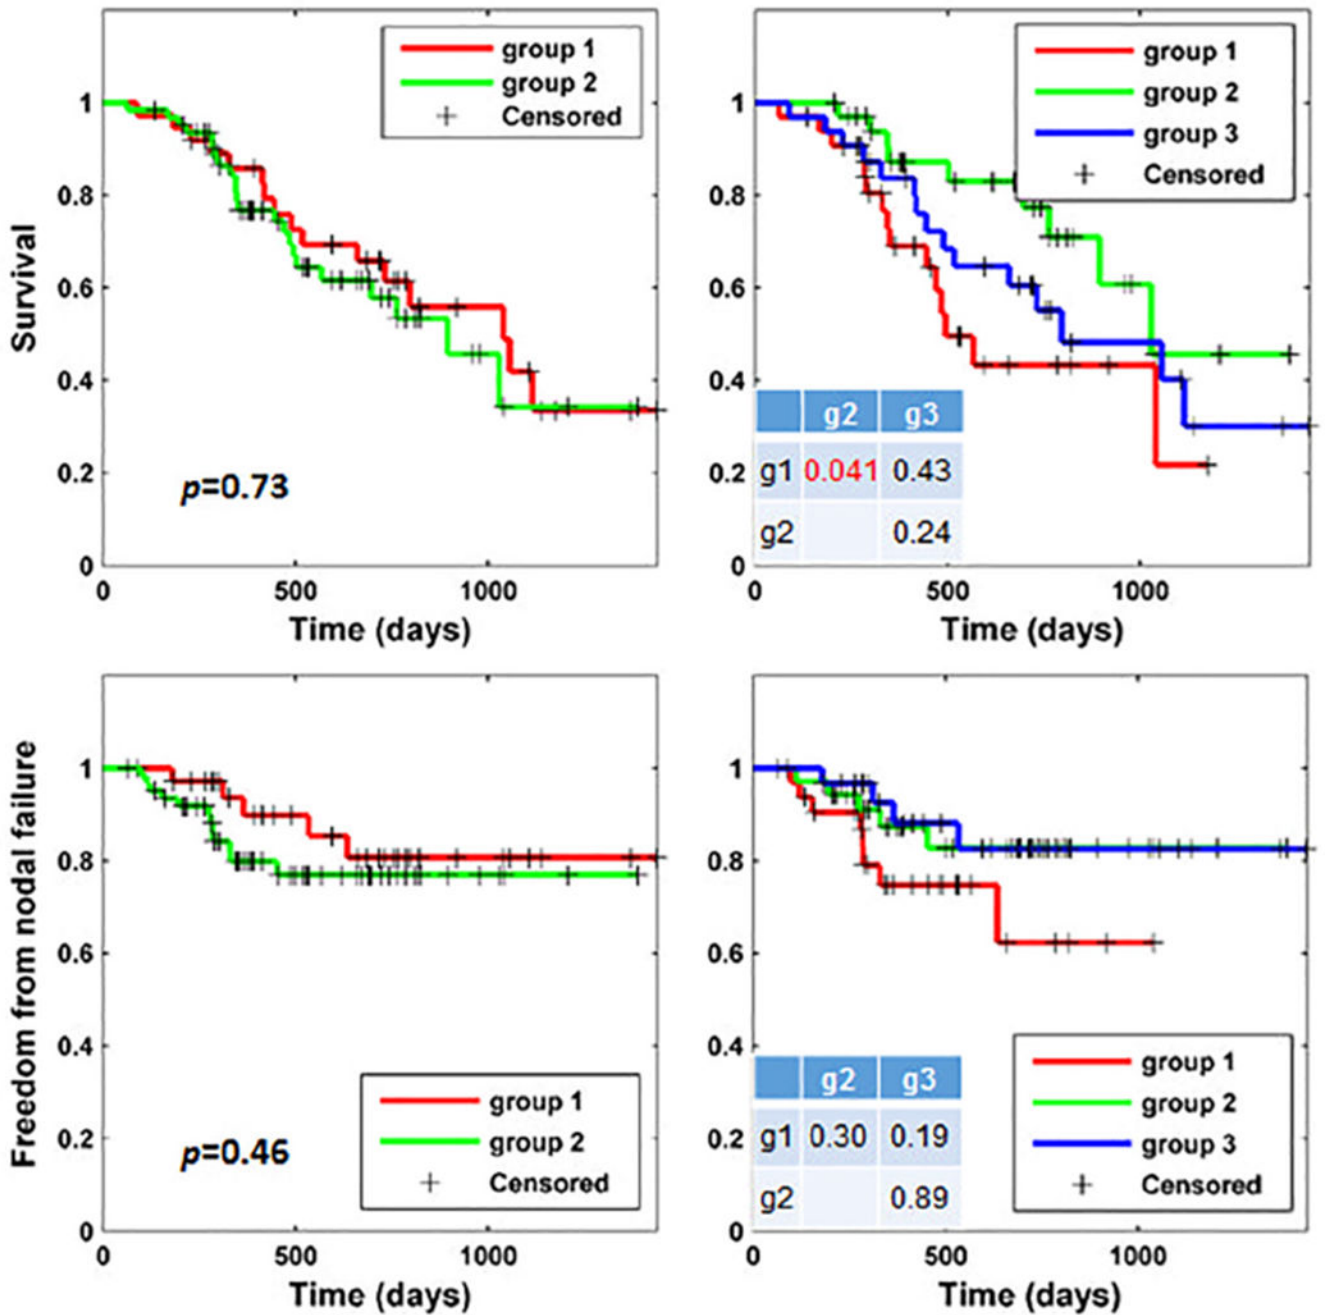 group 1
group 2
Censored
Survival
1
0.8
0.6
0.4
0.2
0
p=0.73
0 500 1000
Time (days)
group 1
group 2
group 3
Censored
1
0.8
0.6
0.4
0.2
0
g2 g3
g1 0.041 0.43
g2 0.24
0 500 1000
Time (days)
Freedom from nodal failure
1
0.8
0.6
0.4
0.2
0
p=0.46
group 1
group 2
Censored
0 500 1000
Time (days)
1
0.8
0.6
0.4
0.2
0
g2 g3
g1 0.30 0.19
g2 0.89
group 1
group 2
group 3
Censored
0 500 1000
Time (days)